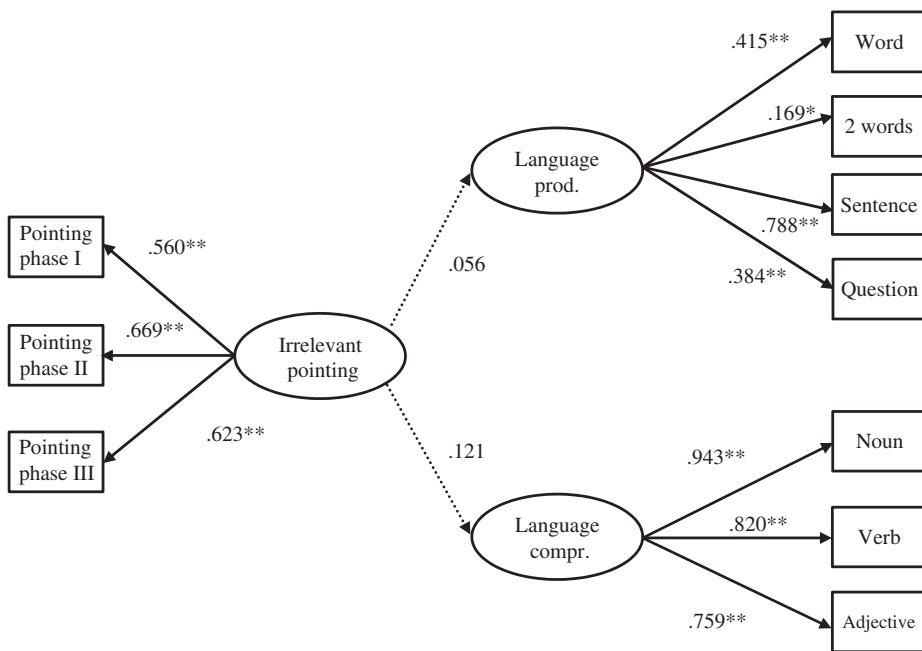 .415**
Word
.169*
2 words
Language
prod.
Sentence
.788**
.384**
Question
Pointing
phase I
.560**
.056
Pointing
phase II
.669**
Irrelevant
pointing
Pointing
phase III
.623**
.121
.943**
Noun
Language
compr.
.820**
Verb
.759**
Adjective